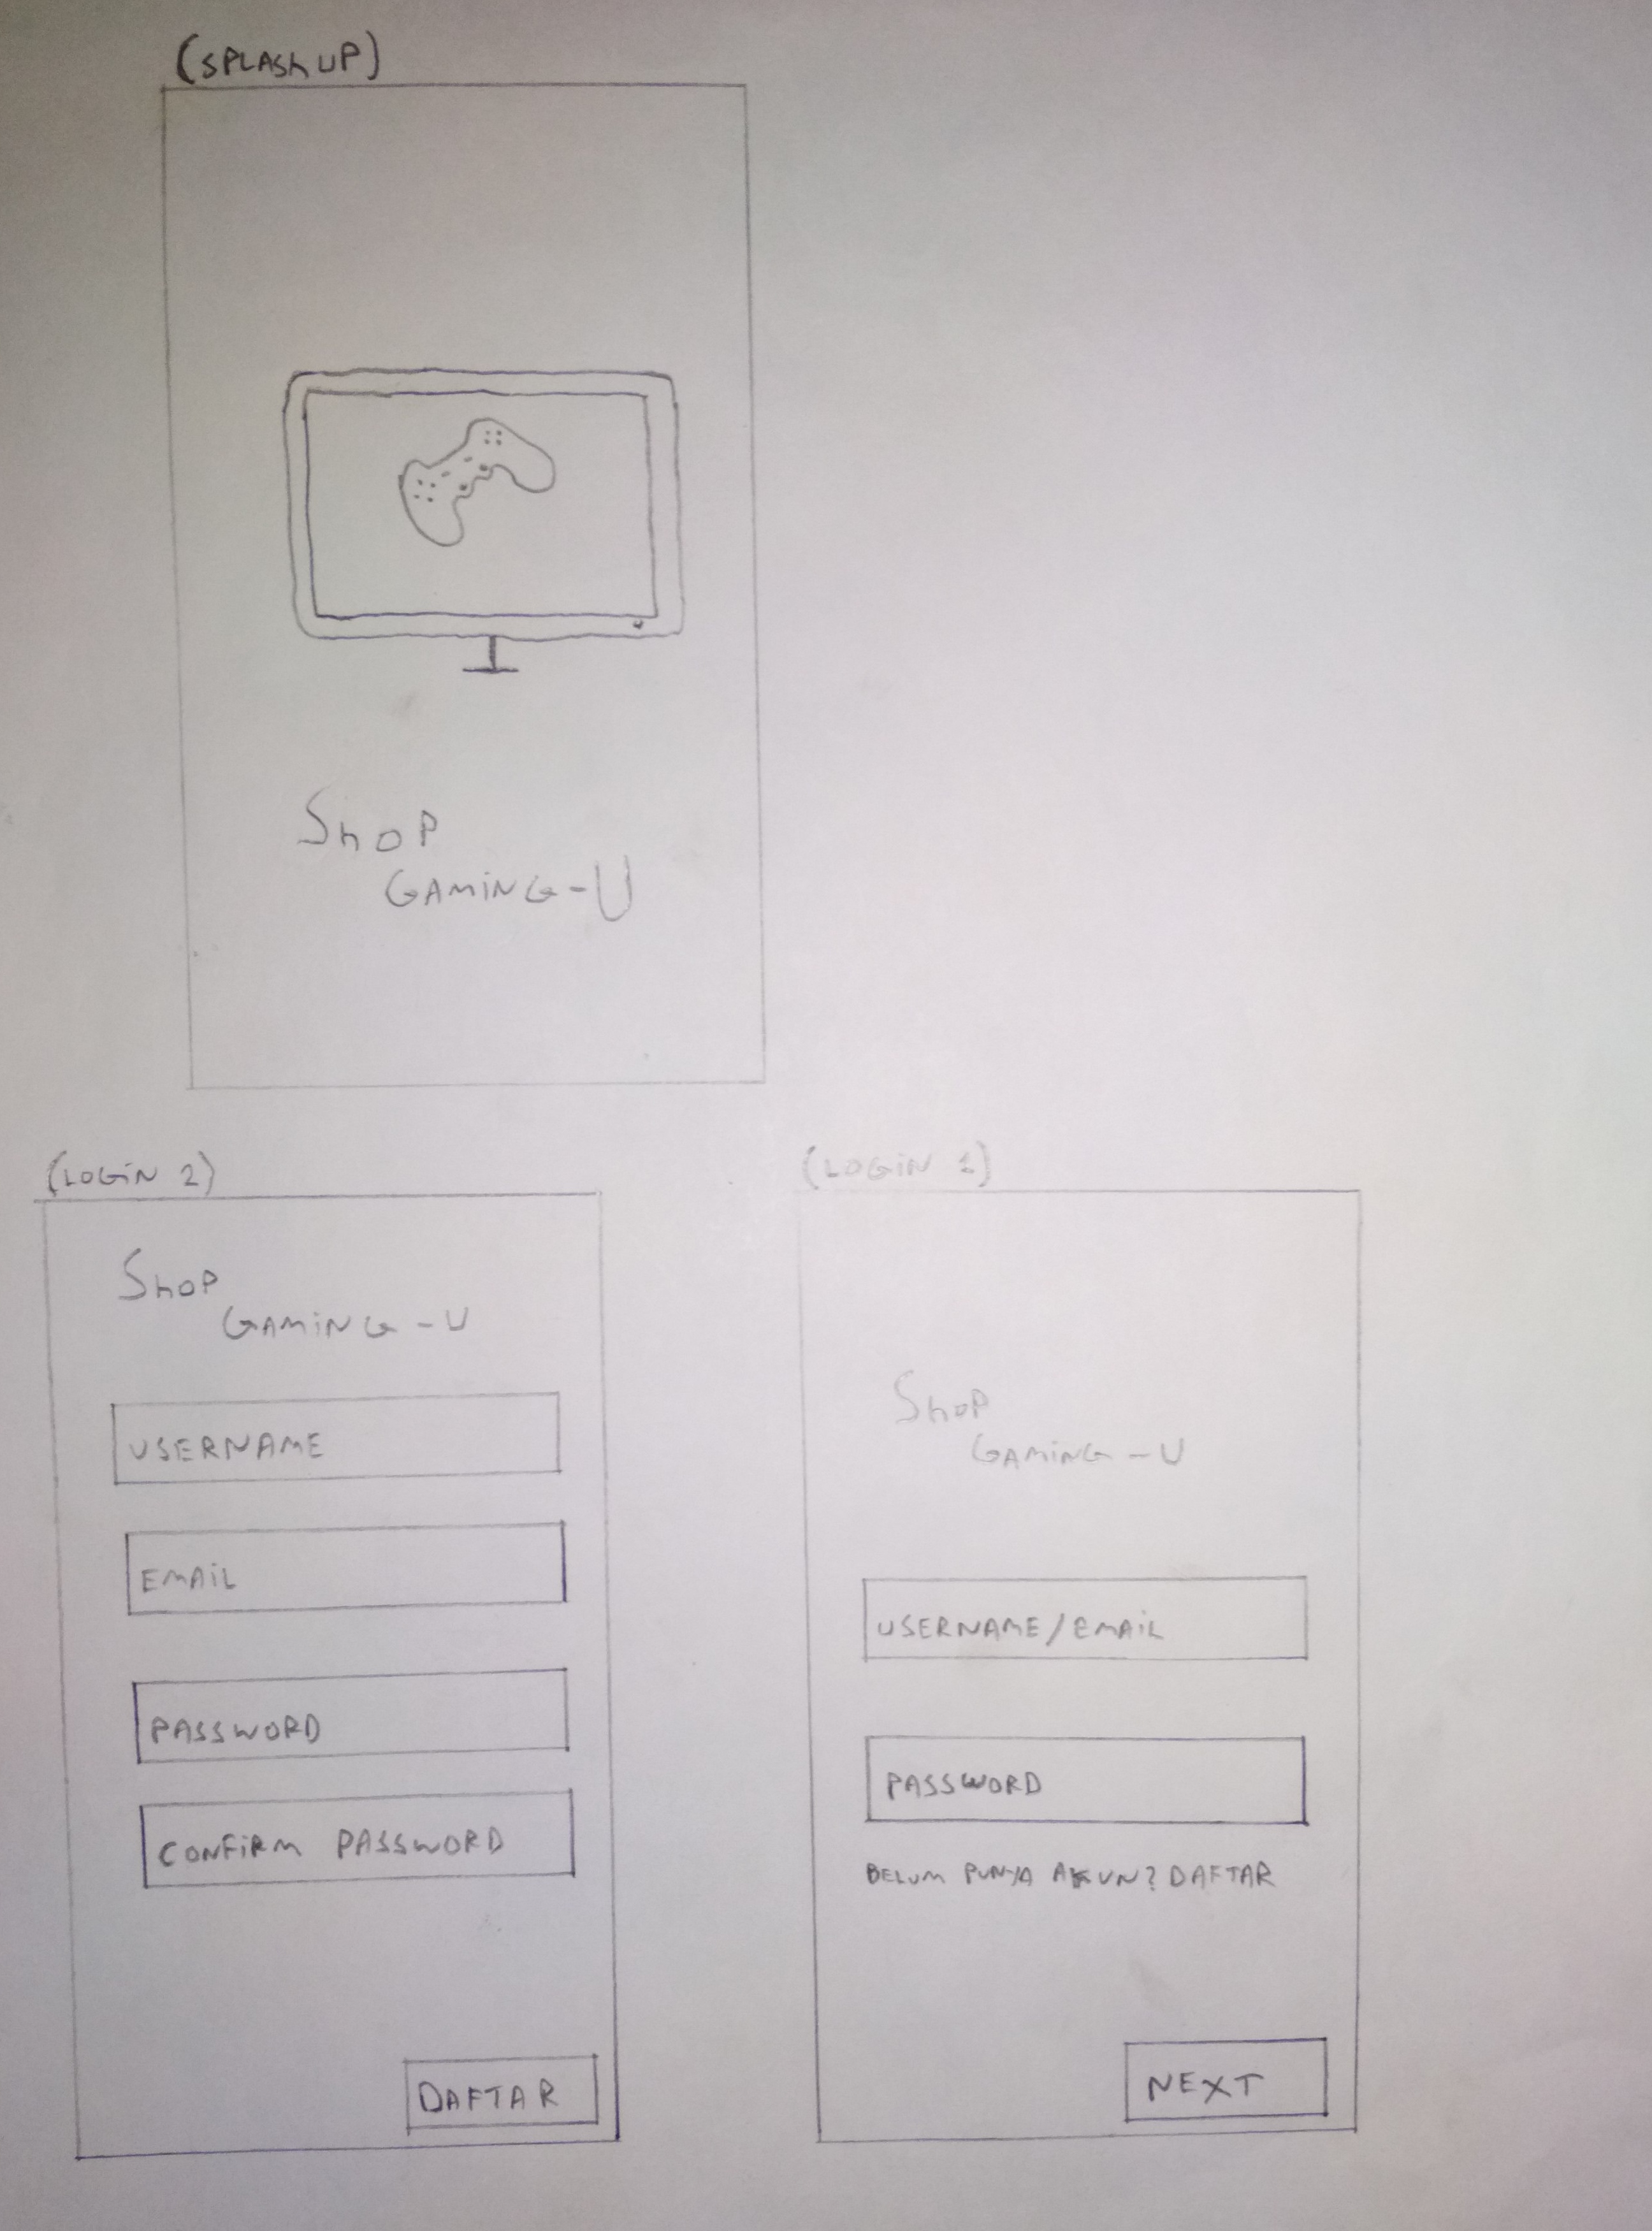 (SPLASH UP)
SHOP
GAMING-U
(LOGIN 2)
SHOP
GAMING-U
USERNAME
EMAIL
PASSWORD
CONFIRM PASSWORD
DAFTAR
(LOGIN 1)
SHOP
GAMING-U
USERNAME/EMAIL
PASSWORD
BELUM PUNYA AKUN? DAFTAR
NEXT